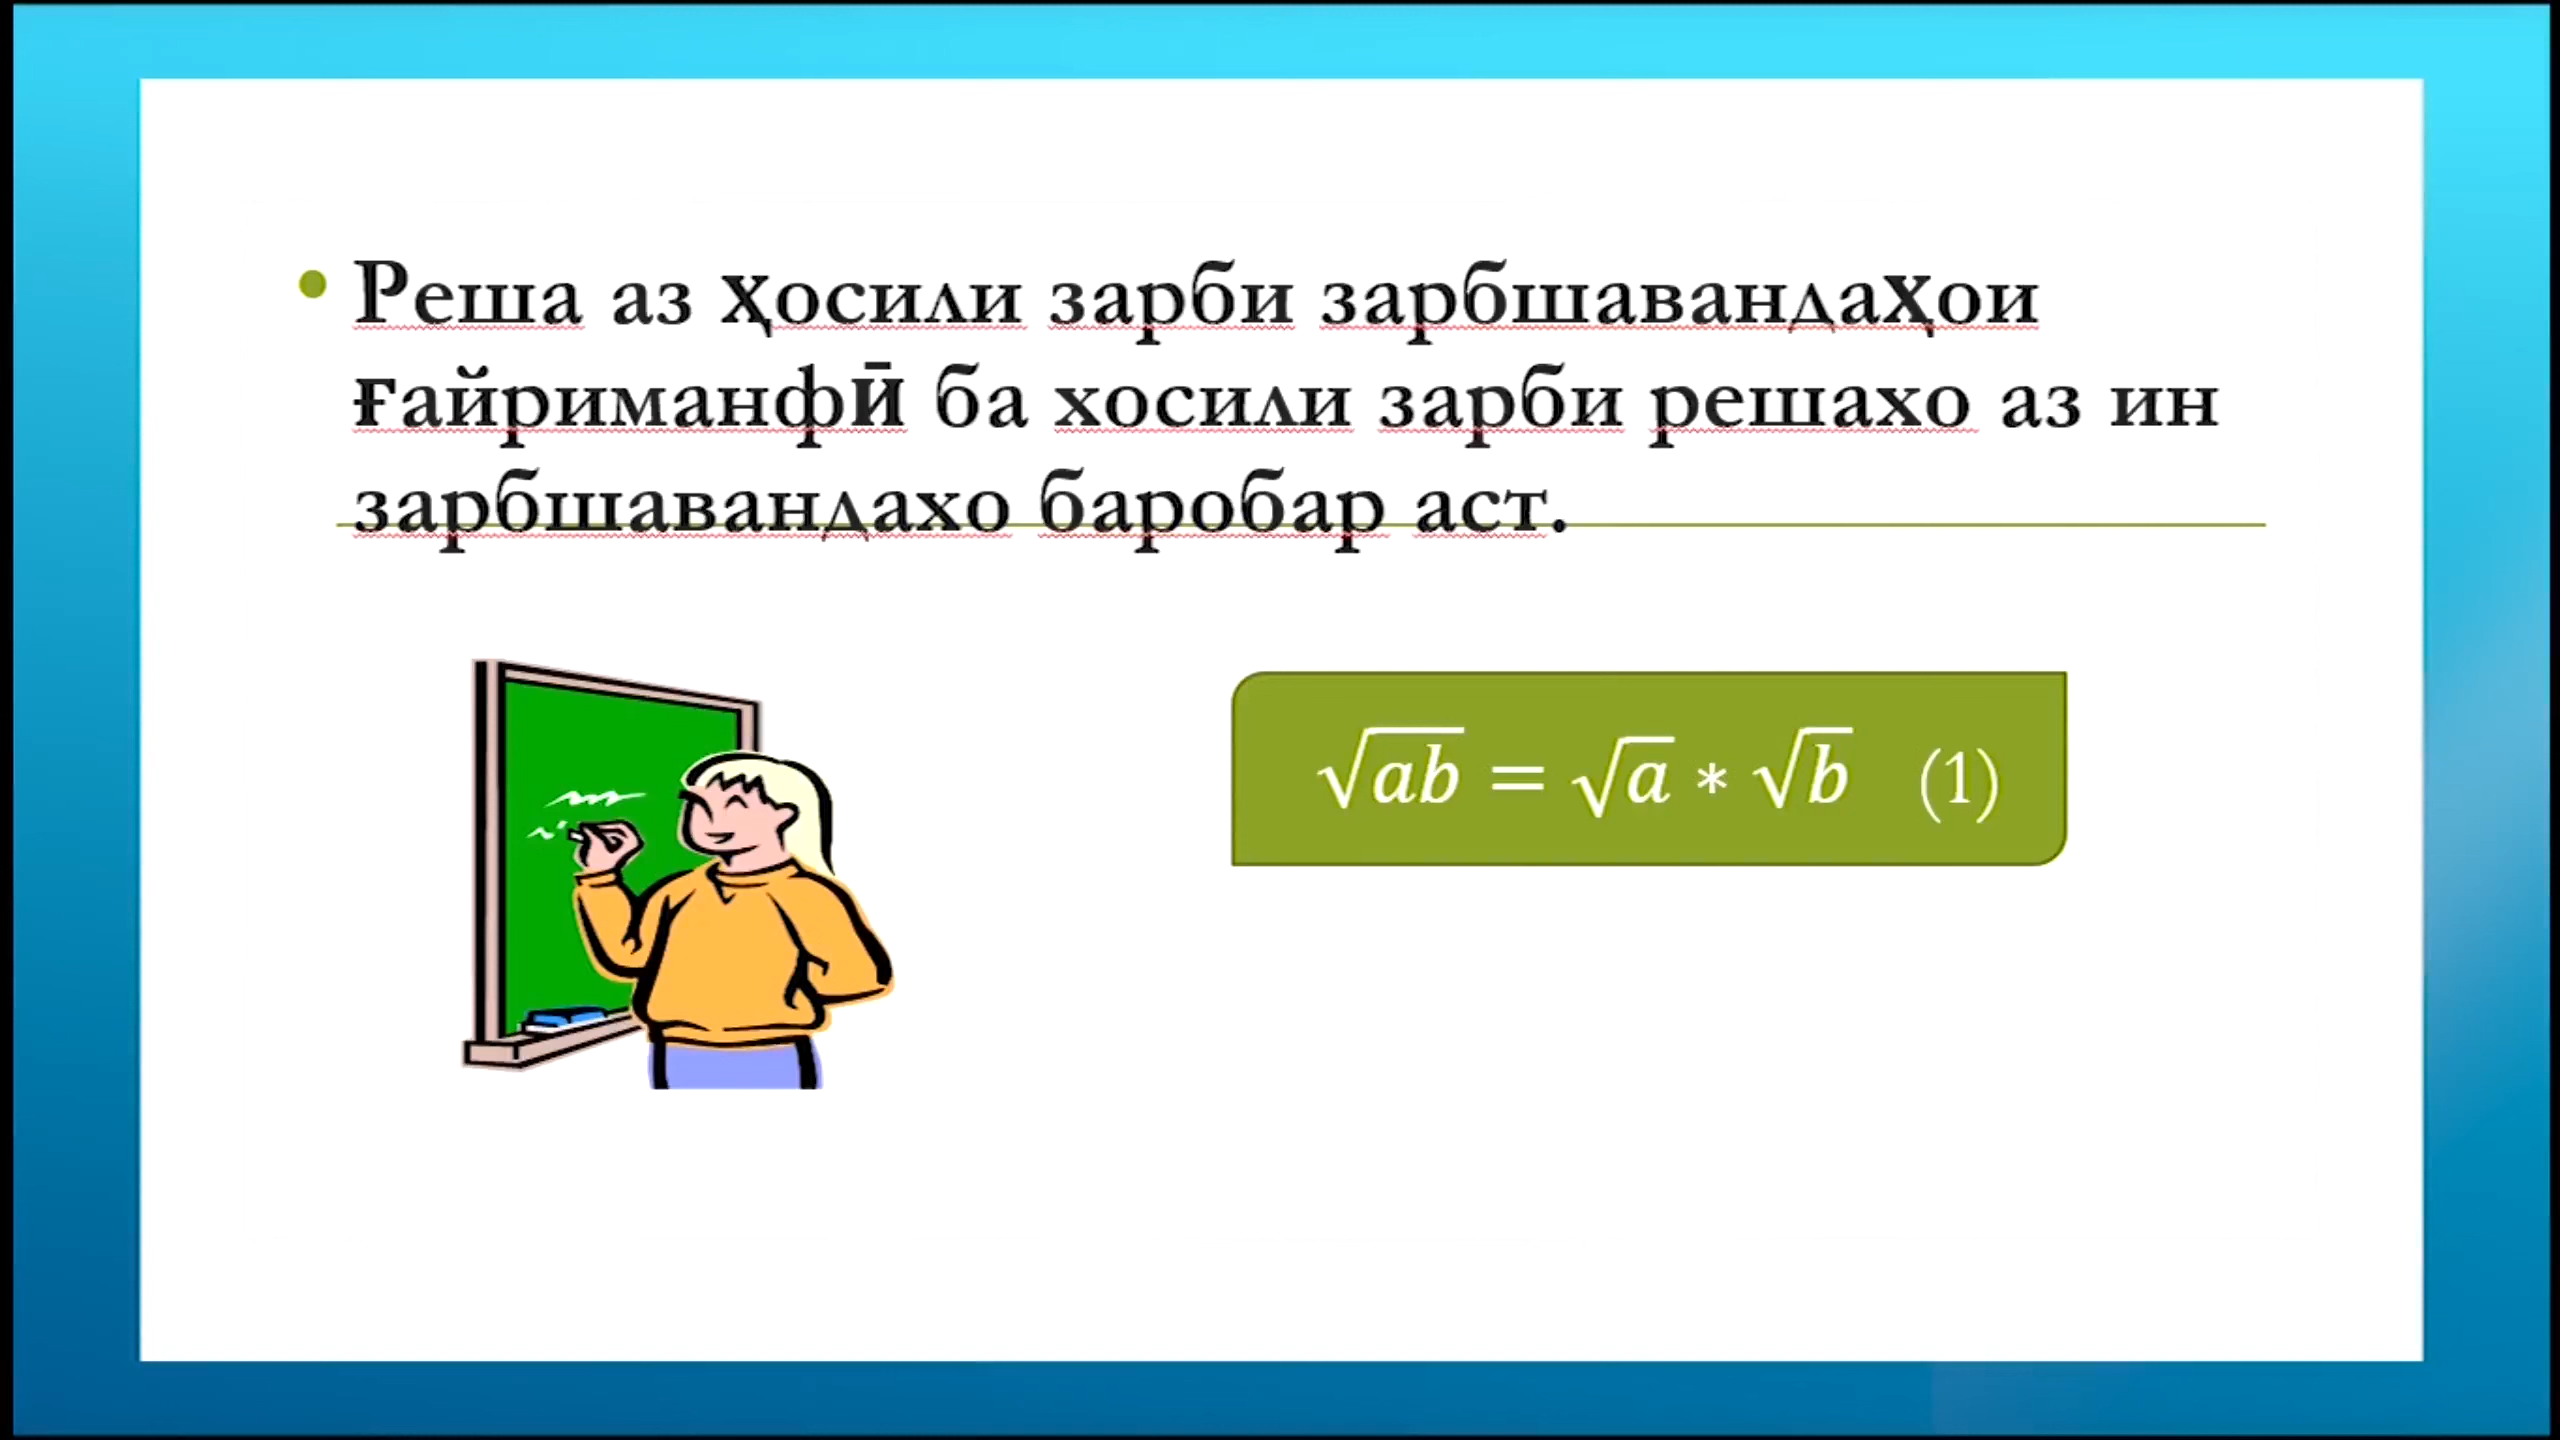 • Реша аз ҳосили зарби зарбшавандаҳои
ғайриманфӣ ба хосили зарби решахо аз ин
зарбшавандахо баробар аст.
√ab = √a * √b (1)